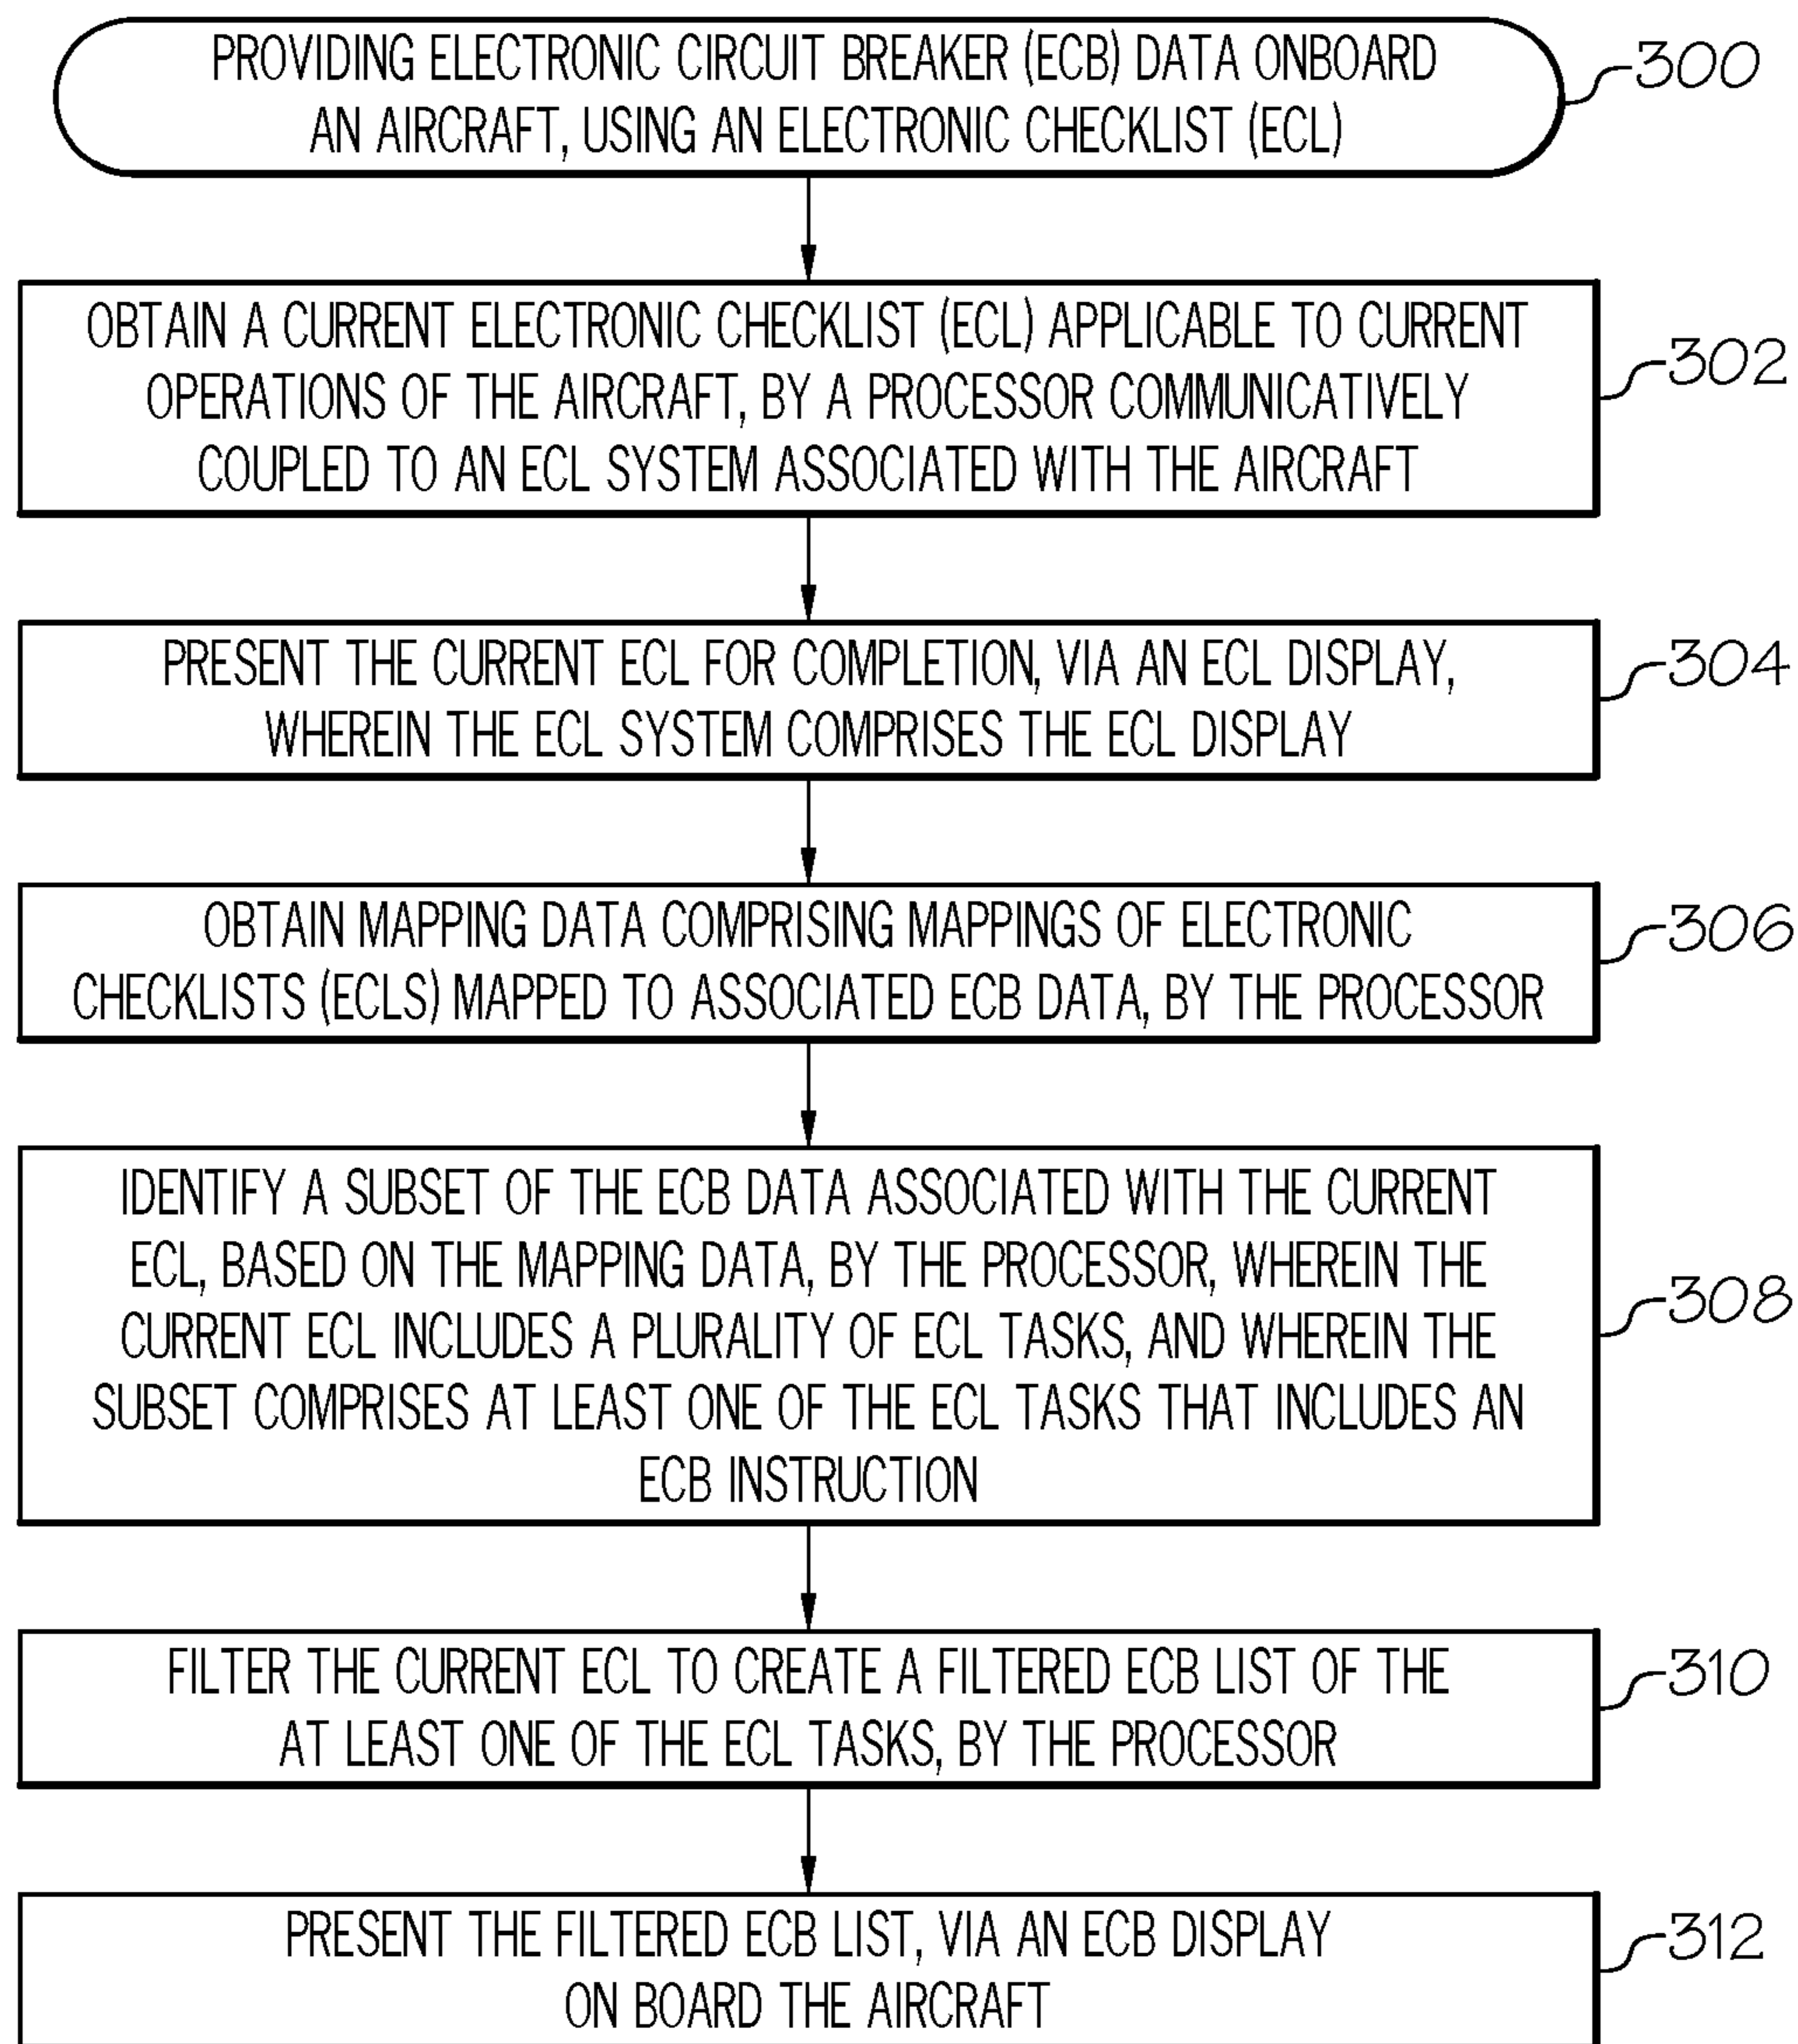 PROVIDING ELECTRONIC CIRCUIT BREAKER (ECB) DATA ONBOARD
AN AIRCRAFT, USING AN ELECTRONIC CHECKLIST (ECL)
300
OBTAIN A CURRENT ELECTRONIC CHECKLIST (ECL) APPLICABLE TO CURRENT
OPERATIONS OF THE AIRCRAFT, BY A PROCESSOR COMMUNICATIVELY
COUPLED TO AN ECL SYSTEM ASSOCIATED WITH THE AIRCRAFT
302
PRESENT THE CURRENT ECL FOR COMPLETION, VIA AN ECL DISPLAY,
WHEREIN THE ECL SYSTEM COMPRISES THE ECL DISPLAY
304
OBTAIN MAPPING DATA COMPRISING MAPPINGS OF ELECTRONIC
CHECKLISTS (ECLS) MAPPED TO ASSOCIATED ECB DATA, BY THE PROCESSOR
306
IDENTIFY A SUBSET OF THE ECB DATA ASSOCIATED WITH THE CURRENT
ECL, BASED ON THE MAPPING DATA, BY THE PROCESSOR, WHEREIN THE
CURRENT ECL INCLUDES A PLURALITY OF ECL TASKS, AND WHEREIN THE
SUBSET COMPRISES AT LEAST ONE OF THE ECL TASKS THAT INCLUDES AN
ECB INSTRUCTION
308
FILTER THE CURRENT ECL TO CREATE A FILTERED ECB LIST OF THE
AT LEAST ONE OF THE ECL TASKS, BY THE PROCESSOR
310
PRESENT THE FILTERED ECB LIST, VIA AN ECB DISPLAY
ON BOARD THE AIRCRAFT
312